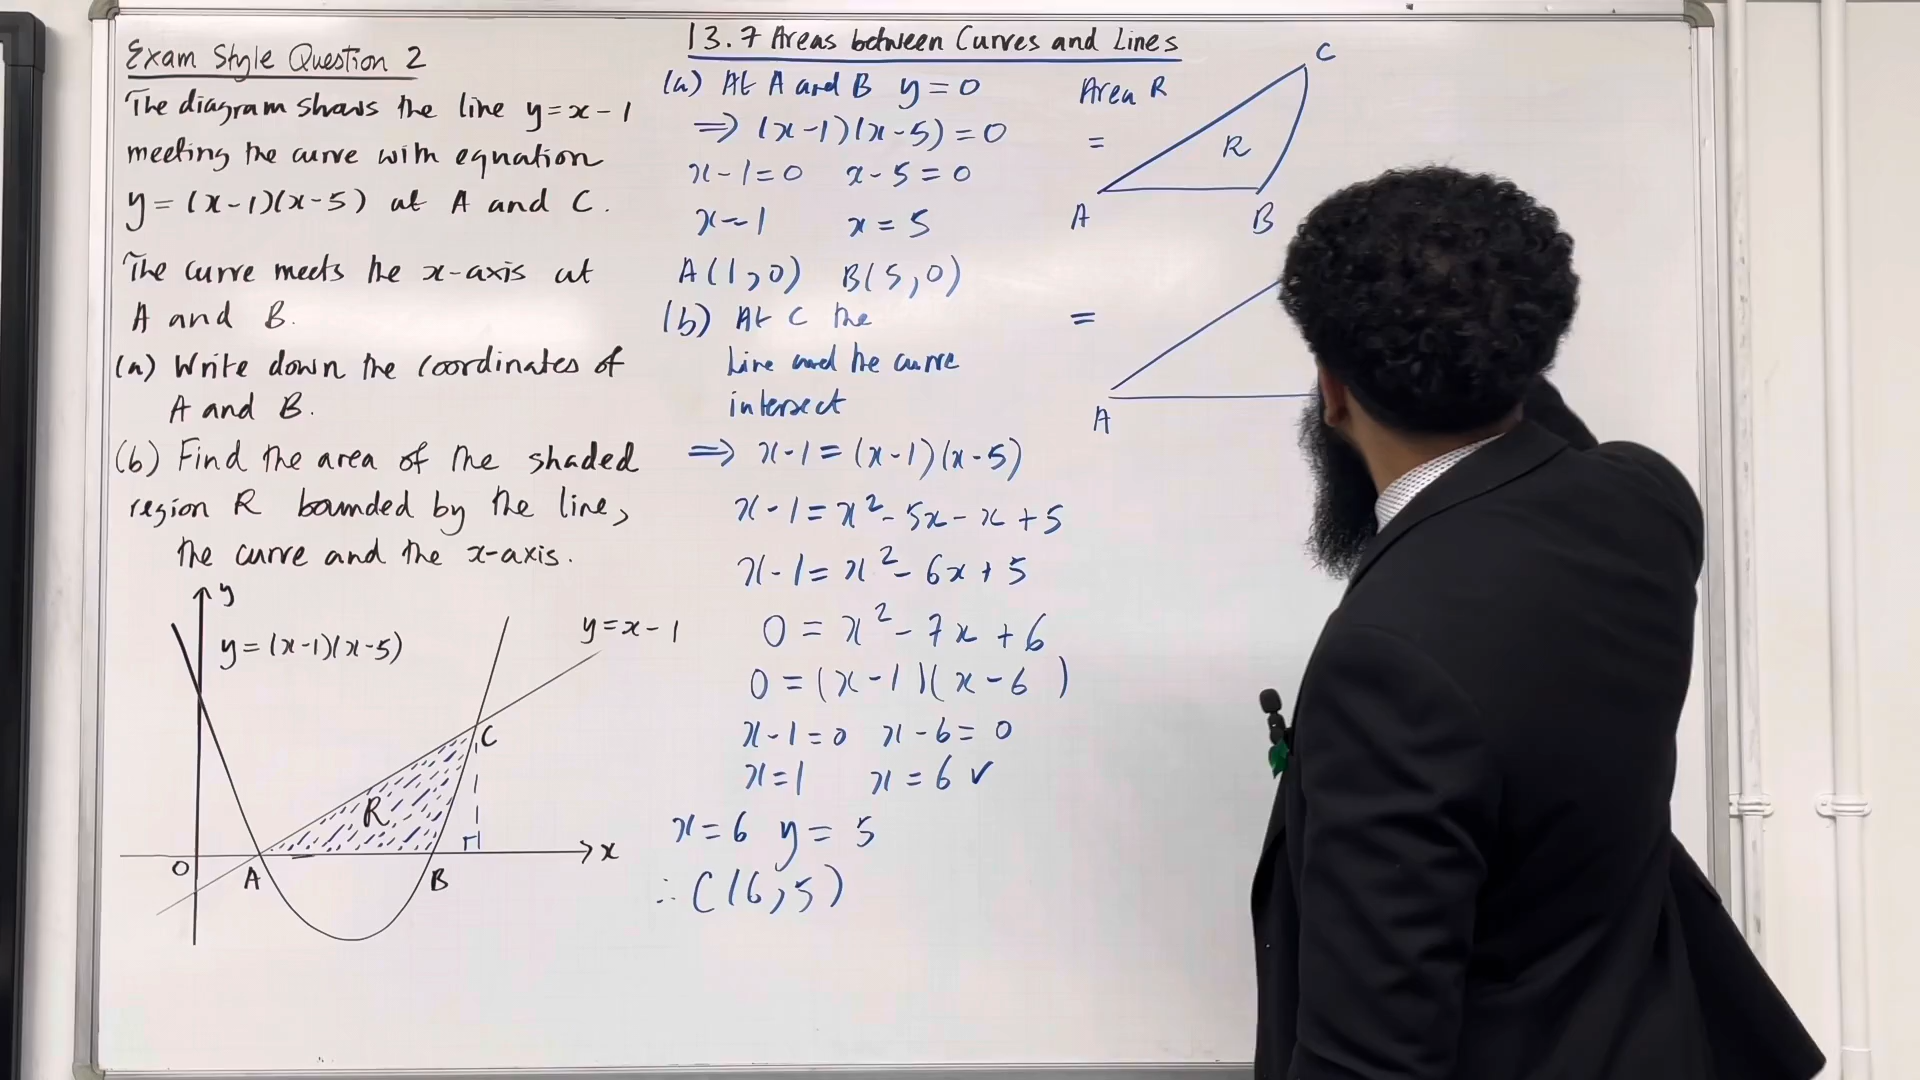 Exam Style Question 2
The diagram shows the line y=x-1
meeting the curve with equation
y=(x-1)(x-5) at A and C.
The curve meets the x-axis at
A and B.
(a) Write down the coordinates of
A and B.
(b) Find the area of the shaded
region R bounded by the line,
the curve and the x-axis.
y
y=(x-1)(x-5)
y=x-1
C
R
O
A
B
x
13.7 Areas between Curves and Lines
(a) At A and B y=0
⇒ (x-1)(x-5)=0
x-1=0 x-5=0
x=1 x=5
A(1,0) B(5,0)
(b) At C the
line and the curve
intersect
⇒ x-1=(x-1)(x-5)
x-1=x²-5x-x+5
x-1=x²-6x+5
0=x²-7x+6
0=(x-1)(x-6)
x-1=0 x-6=0
x=1 x=6 ✓
x=6 y=5
∴ C(6,5)
Area R
=
C
R
A
B
=
A